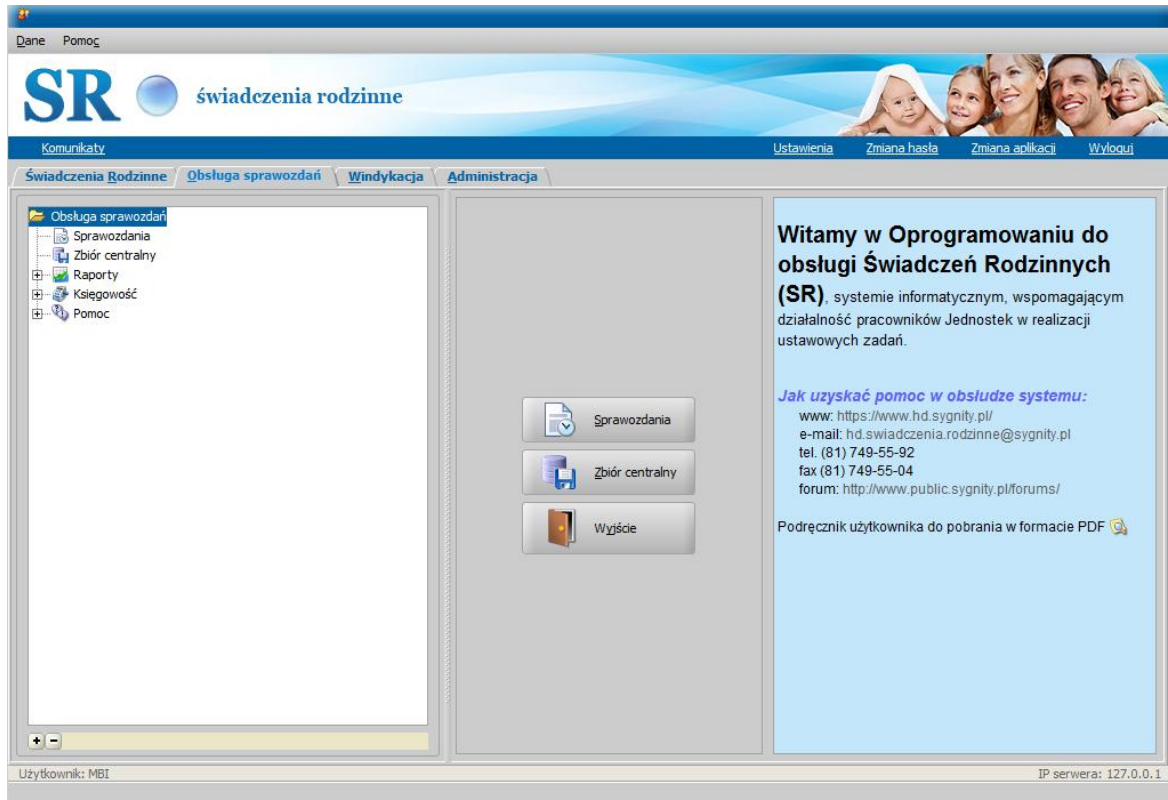 Dane Pomoc
SR świadczenia rodzinne
Komunikaty Ustawienia Zmiana hasła Zmiana aplikacji Wyloguj
Świadczenia Rodzinne Obsługa sprawozdań Windykacja Administracja
Obsługa sprawozdań
Sprawozdania
Zbiór centralny
Raporty
Księgowość
Pomoc
Sprawozdania
Zbiór centralny
Wyjście
Witamy w Oprogramowaniu do
obsługi Świadczeń Rodzinnych
(SR), systemie informatycznym, wspomagającym
działalność pracowników Jednostek w realizacji
ustawowych zadań.
Jak uzyskać pomoc w obsłudze systemu:
www: https://www.hd.sygnity.pl/
e-mail: hd.swiadczenia.rodzinne@sygnity.pl
tel. (81) 749-55-92
fax (81) 749-55-04
forum: http://www.public.sygnity.pl/forums/
Podręcznik użytkownika do pobrania w formacie PDF
Użytkownik: MBI IP serwera: 127.0.0.1